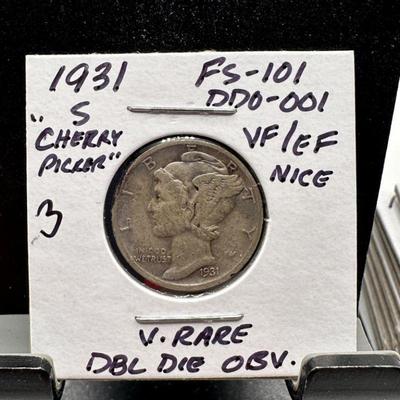 1931 FS-101
"S DDO-001
CHERRY VF/EF
PICKER" NICE
3
LIBERTY
IN GOD
WE TRUST
1931
V. RARE
DBL DIE OBV.